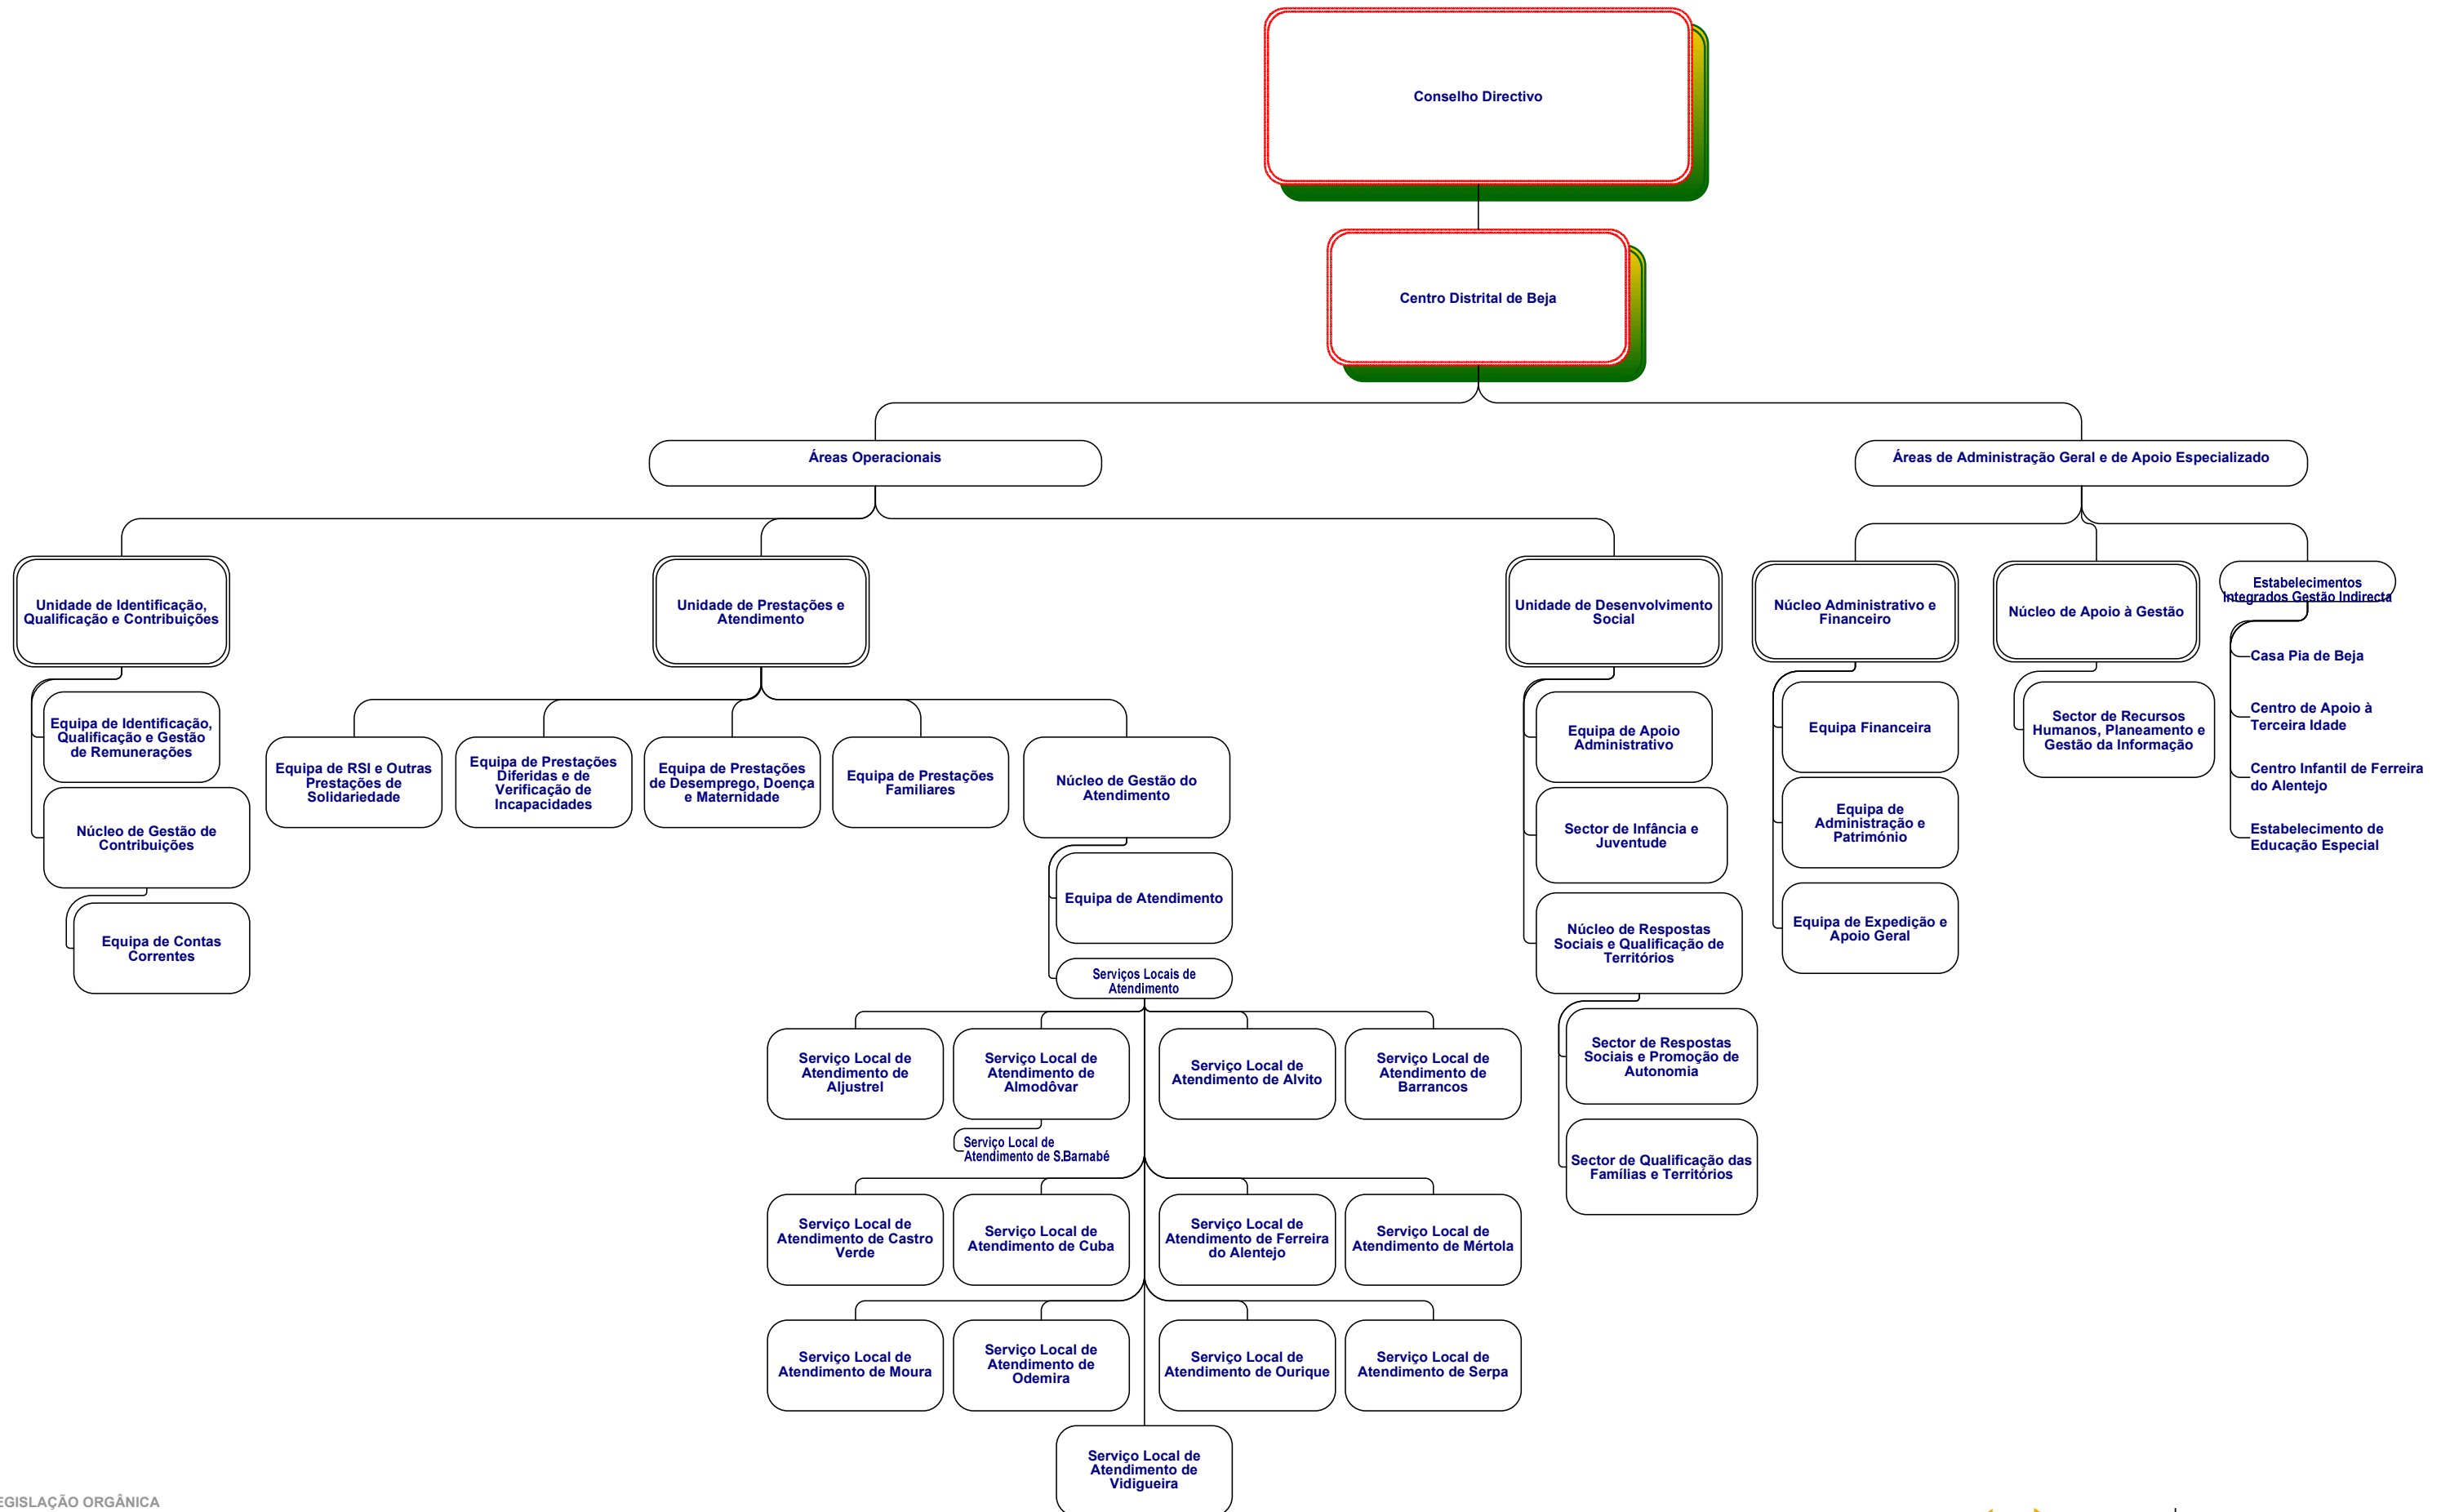 Conselho Directivo
Centro Distrital de Beja
Áreas Operacionais
Áreas de Administração Geral e de Apoio Especializado
Unidade de Identificação,
Qualificação e Contribuições
Unidade de Prestações e
Atendimento
Unidade de Desenvolvimento
Social
Núcleo Administrativo e
Financeiro
Núcleo de Apoio à Gestão
Estabelecimentos
Integrados Gestão Indirecta
Equipa de Identificação,
Qualificação e Gestão
de Remunerações
Núcleo de Gestão de
Contribuições
Equipa de Contas
Correntes
Equipa de RSI e Outras
Prestações de
Solidariedade
Equipa de Prestações
Diferidas e de
Verificação de
Incapacidades
Equipa de Prestações
de Desemprego, Doença
e Maternidade
Equipa de Prestações
Familiares
Núcleo de Gestão do
Atendimento
Equipa de Atendimento
Serviços Locais de
Atendimento
Serviço Local de
Atendimento de
Aljustrel
Serviço Local de
Atendimento de
Almodôvar
Serviço Local de
Atendimento de S.Barnabé
Serviço Local de
Atendimento de Alvito
Serviço Local de
Atendimento de
Barrancos
Serviço Local de
Atendimento de Castro
Verde
Serviço Local de
Atendimento de Cuba
Serviço Local de
Atendimento de Ferreira
do Alentejo
Serviço Local de
Atendimento de Mértola
Serviço Local de
Atendimento de Moura
Serviço Local de
Atendimento de
Odemira
Serviço Local de
Atendimento de Ourique
Serviço Local de
Atendimento de Serpa
Serviço Local de
Atendimento de
Vidigueira
Equipa de Apoio
Administrativo
Sector de Infância e
Juventude
Núcleo de Respostas
Sociais e Qualificação de
Territórios
Sector de Respostas
Sociais e Promoção de
Autonomia
Sector de Qualificação das
Famílias e Territórios
Equipa Financeira
Equipa de
Administração e
Património
Equipa de Expedição e
Apoio Geral
Sector de Recursos
Humanos, Planeamento e
Gestão da Informação
Casa Pia de Beja
Centro de Apoio à
Terceira Idade
Centro Infantil de Ferreira
do Alentejo
Estabelecimento de
Educação Especial
EGISLAÇÃO ORGÂNICA